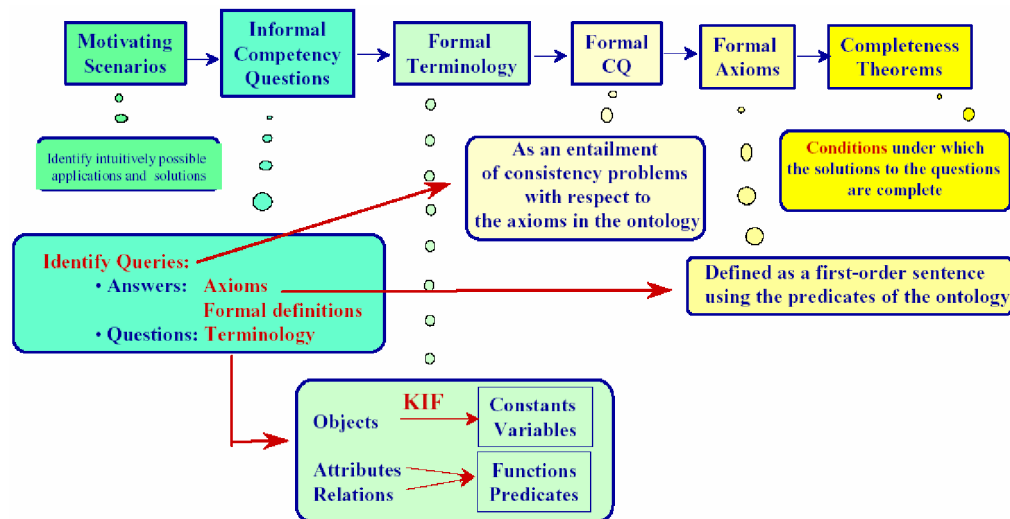 Motivating
Scenarios
Informal
Competency
Questions
Formal
Terminology
Formal
CQ
Formal
Axioms
Completeness
Theorems
Identify intuitively possible
applications and solutions
As an entailment
of consistency problems
with respect to
the axioms in the ontology
Conditions under which
the solutions to the questions
are complete
Identify Queries:
• Answers: Axioms
Formal definitions
• Questions: Terminology
Defined as a first-order sentence
using the predicates of the ontology
Objects
KIF
Constants
Variables
Attributes
Relations
Functions
Predicates